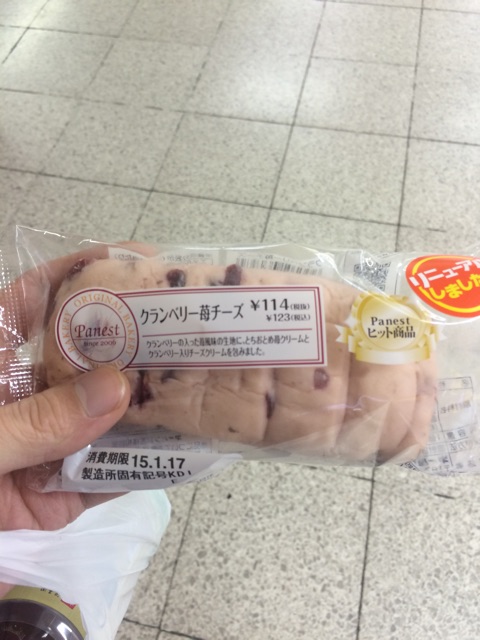 リニューアル
しました
ORIGINAL BAKERY
Panest
since 2009
クランベリー苺チーズ ¥114(税抜)
¥123(税込)
クランベリーの入った苺風味の生地に、とちおとめ苺クリームと
クランベリー入りチーズクリームを包みました。
Panest
ヒット商品
消費期限 15.1.17
製造所固有記号KD1